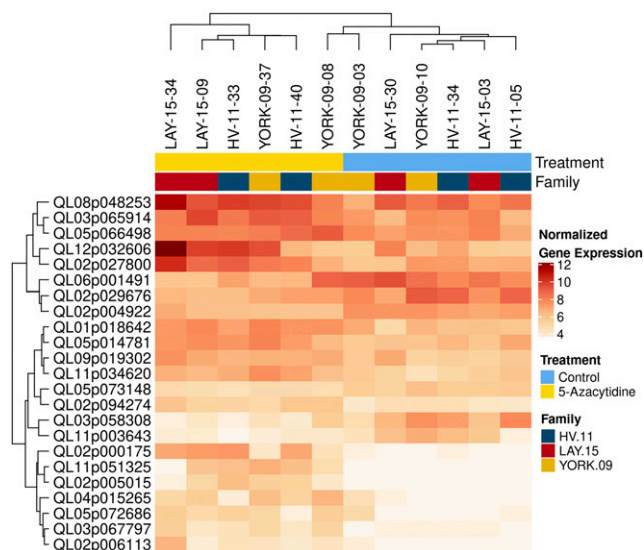 LAY-15-34
LAY-15-09
HV-11-33
YORK-09-37
HV-11-40
YORK-09-08
YORK-09-03
LAY-15-30
YORK-09-10
HV-11-34
LAY-15-03
HV-11-05
Treatment
Family
QL08p048253
QL03p065914
QL05p066498
QL12p032606
QL02p027800
QL06p001491
QL02p029676
QL02p004922
QL01p018642
QL05p014781
QL09p019302
QL11p034620
QL05p073148
QL02p094274
QL03p058308
QL11p003643
QL02p000175
QL11p051325
QL02p005015
QL04p015265
QL05p072686
QL03p067797
QL02p006113
Normalized
Gene Expression
12
10
8
6
4
Treatment
Control
5-Azacytidine
Family
HV.11
LAY.15
YORK.09